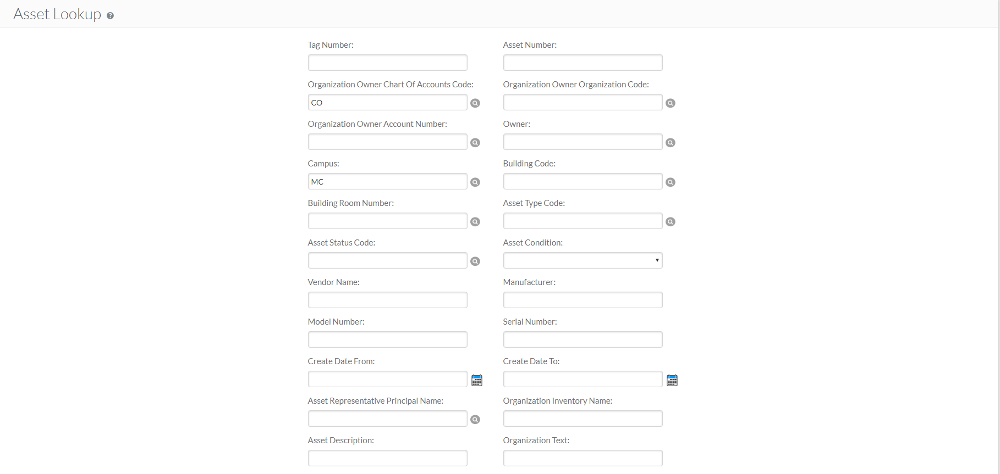 Asset Lookup ?
Tag Number: Asset Number:
Organization Owner Chart Of Accounts Code: Organization Owner Organization Code:
CO
Organization Owner Account Number: Owner:
Campus: Building Code:
MC
Building Room Number: Asset Type Code:
Asset Status Code: Asset Condition:
Vendor Name: Manufacturer:
Model Number: Serial Number:
Create Date From: Create Date To:
Asset Representative Principal Name: Organization Inventory Name:
Asset Description: Organization Text: